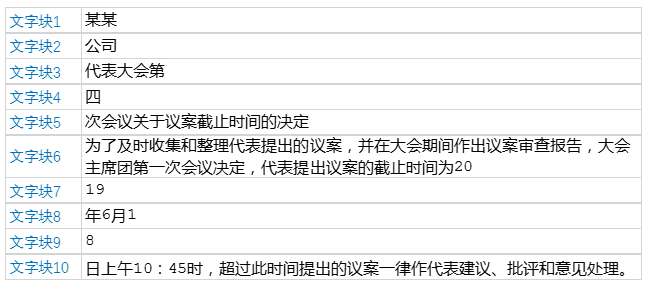 文字块1 某某
文字块2 公司
文字块3 代表大会第
文字块4 四
文字块5 次会议关于议案截止时间的决定
文字块6 为了及时收集和整理代表提出的议案，并在大会期间作出议案审查报告，大会
主席团第一次会议决定，代表提出议案的截止时间为20
文字块7 19
文字块8 年6月1
文字块9 8
文字块10 日上午10：45时，超过此时间提出的议案一律作代表建议、批评和意见处理。